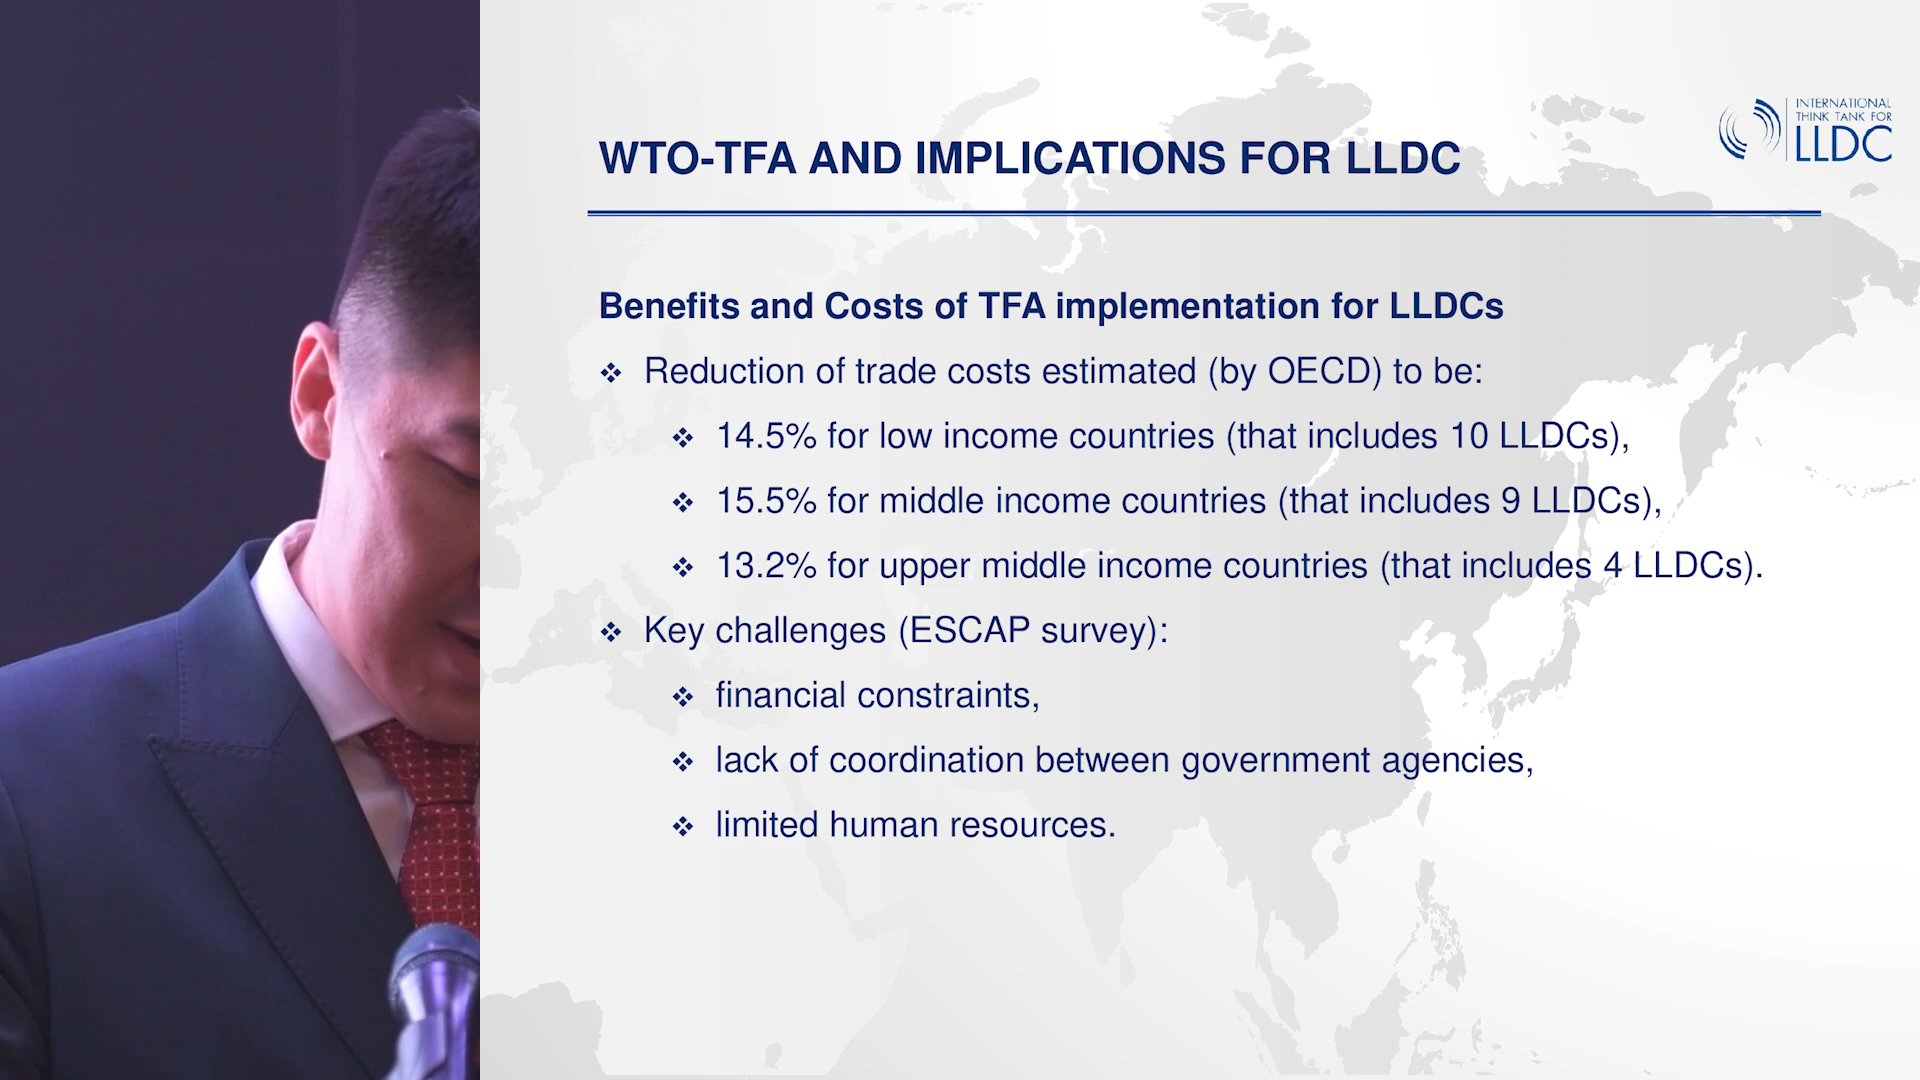 INTERNATIONAL
THINK TANK FOR
LLDC
WTO-TFA AND IMPLICATIONS FOR LLDC
Benefits and Costs of TFA implementation for LLDCs
❖ Reduction of trade costs estimated (by OECD) to be:
❖ 14.5% for low income countries (that includes 10 LLDCs),
❖ 15.5% for middle income countries (that includes 9 LLDCs),
❖ 13.2% for upper middle income countries (that includes 4 LLDCs).
❖ Key challenges (ESCAP survey):
❖ financial constraints,
❖ lack of coordination between government agencies,
❖ limited human resources.